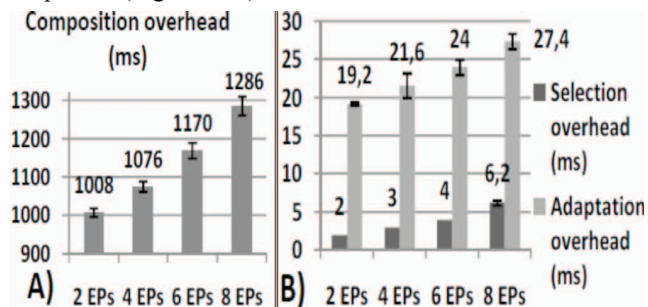 Composition overhead
(ms)
1300
1200
1100
1000
900
1008
1076
1170
1286
A)
2 EPs 4 EPs 6 EPs 8 EPs
30
25
20
15
10
5
0
19,2
21,6
24
27,4
2
3
4
6,2
B)
2 EPs 4 EPs 6 EPs 8 EPs
Selection
overhead
(ms)
Adaptation
overhead
(ms)